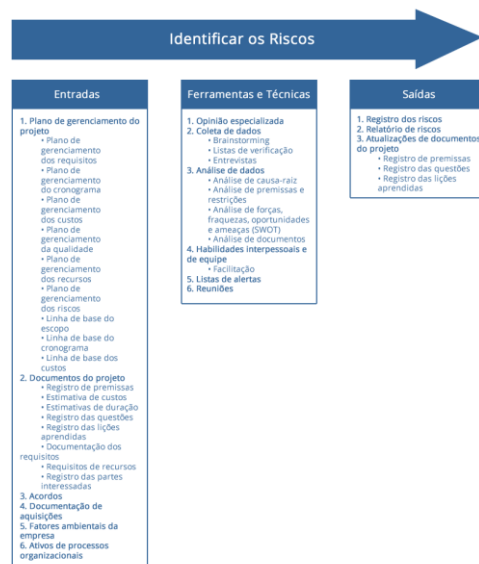 Identificar os Riscos
Entradas
1. Plano de gerenciamento do
projeto
• Plano de
gerenciamento
dos requisitos
• Plano de
gerenciamento
do cronograma
• Plano de
gerenciamento
dos custos
• Plano de
gerenciamento
da qualidade
• Plano de
gerenciamento
dos recursos
• Plano de
gerenciamento
dos riscos
• Linha de base do
escopo
• Linha de base do
cronograma
• Linha de base dos
custos
2. Documentos do projeto
• Registro de premissas
• Estimativa de custos
• Estimativas de duração
• Registro das questões
• Registro das lições
aprendidas
• Documentação dos
requisitos
• Requisitos de recursos
• Registro das partes
interessadas
3. Acordos
4. Documentação de
aquisições
5. Fatores ambientais da
empresa
6. Ativos de processos
organizacionais
Ferramentas e Técnicas
1. Opinião especializada
2. Coleta de dados
• Brainstorming
• Listas de verificação
• Entrevistas
3. Análise de dados
• Análise de causa-raiz
• Análise de premissas e
restrições
• Análise de forças,
fraquezas, oportunidades
e ameaças (SWOT)
• Análise de documentos
4. Habilidades interpessoais e
de equipe
• Facilitação
5. Listas de alertas
6. Reuniões
Saídas
1. Registro dos riscos
2. Relatório de riscos
3. Atualizações de documentos
do projeto
• Registro de premissas
• Registro das questões
• Registro das lições
aprendidas